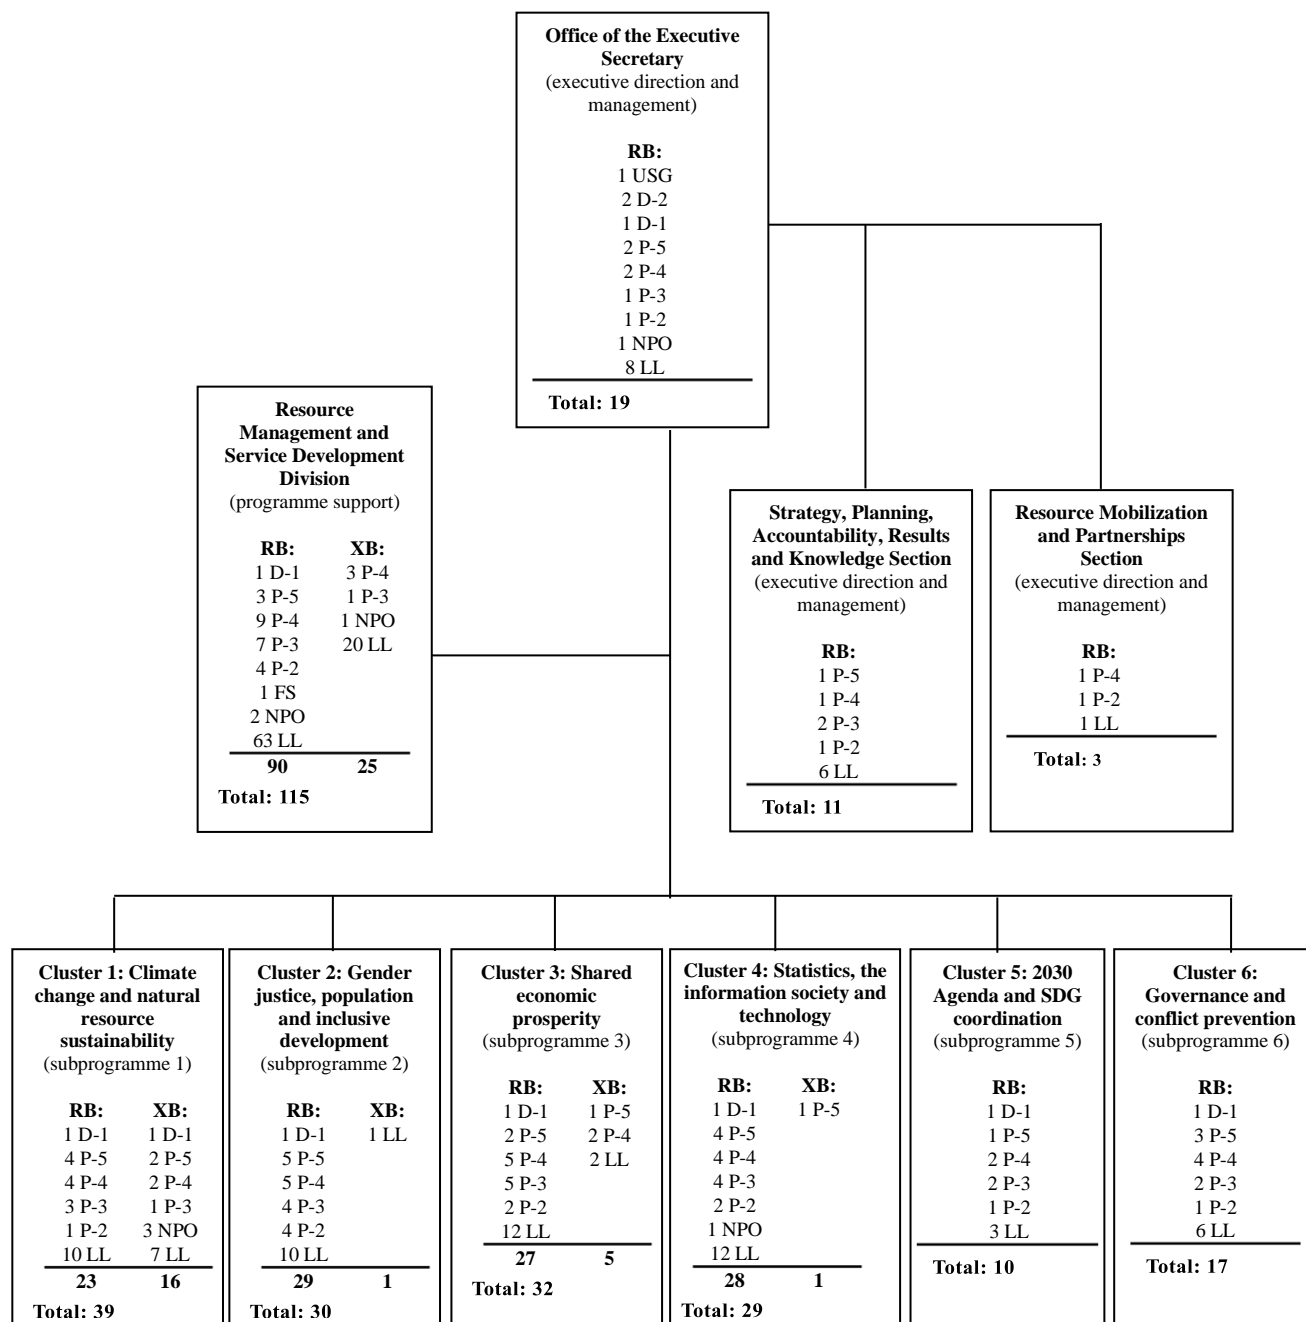 Office of the Executive
Secretary
(executive direction and
management)
RB:
1 USG
2 D-2
1 D-1
2 P-5
2 P-4
1 P-3
1 P-2
1 NPO
8 LL
Total: 19
Resource
Management and
Service Development
Division
(programme support)
RB: XB:
1 D-1 3 P-4
3 P-5 1 P-3
9 P-4 1 NPO
7 P-3 20 LL
4 P-2
1 FS
2 NPO
63 LL
90 25
Total: 115
Strategy, Planning,
Accountability, Results
and Knowledge Section
(executive direction and
management)
RB:
1 P-5
1 P-4
2 P-3
1 P-2
6 LL
Total: 11
Resource Mobilization
and Partnerships
Section
(executive direction and
management)
RB:
1 P-4
1 P-2
1 LL
Total: 3
Cluster 1: Climate
change and natural
resource
sustainability
(subprogramme 1)
RB: XB:
1 D-1 1 D-1
4 P-5 2 P-5
4 P-4 2 P-4
3 P-3 1 P-3
1 P-2 3 NPO
10 LL 7 LL
23 16
Total: 39
Cluster 2: Gender
justice, population
and inclusive
development
(subprogramme 2)
RB: XB:
1 D-1 1 LL
5 P-5
5 P-4
4 P-3
4 P-2
10 LL
29 1
Total: 30
Cluster 3: Shared
economic
prosperity
(subprogramme 3)
RB: XB:
1 D-1 1 P-5
2 P-5 2 P-4
5 P-4 2 LL
5 P-3
2 P-2
12 LL
27 5
Total: 32
Cluster 4: Statistics, the
information society and
technology
(subprogramme 4)
RB: XB:
1 D-1 1 P-5
4 P-5
4 P-4
4 P-3
2 P-2
1 NPO
12 LL
28 1
Total: 29
Cluster 5: 2030
Agenda and SDG
coordination
(subprogramme 5)
RB:
1 D-1
1 P-5
2 P-4
2 P-3
1 P-2
3 LL
Total: 10
Cluster 6:
Governance and
conflict prevention
(subprogramme 6)
RB:
1 D-1
3 P-5
4 P-4
2 P-3
1 P-2
6 LL
Total: 17